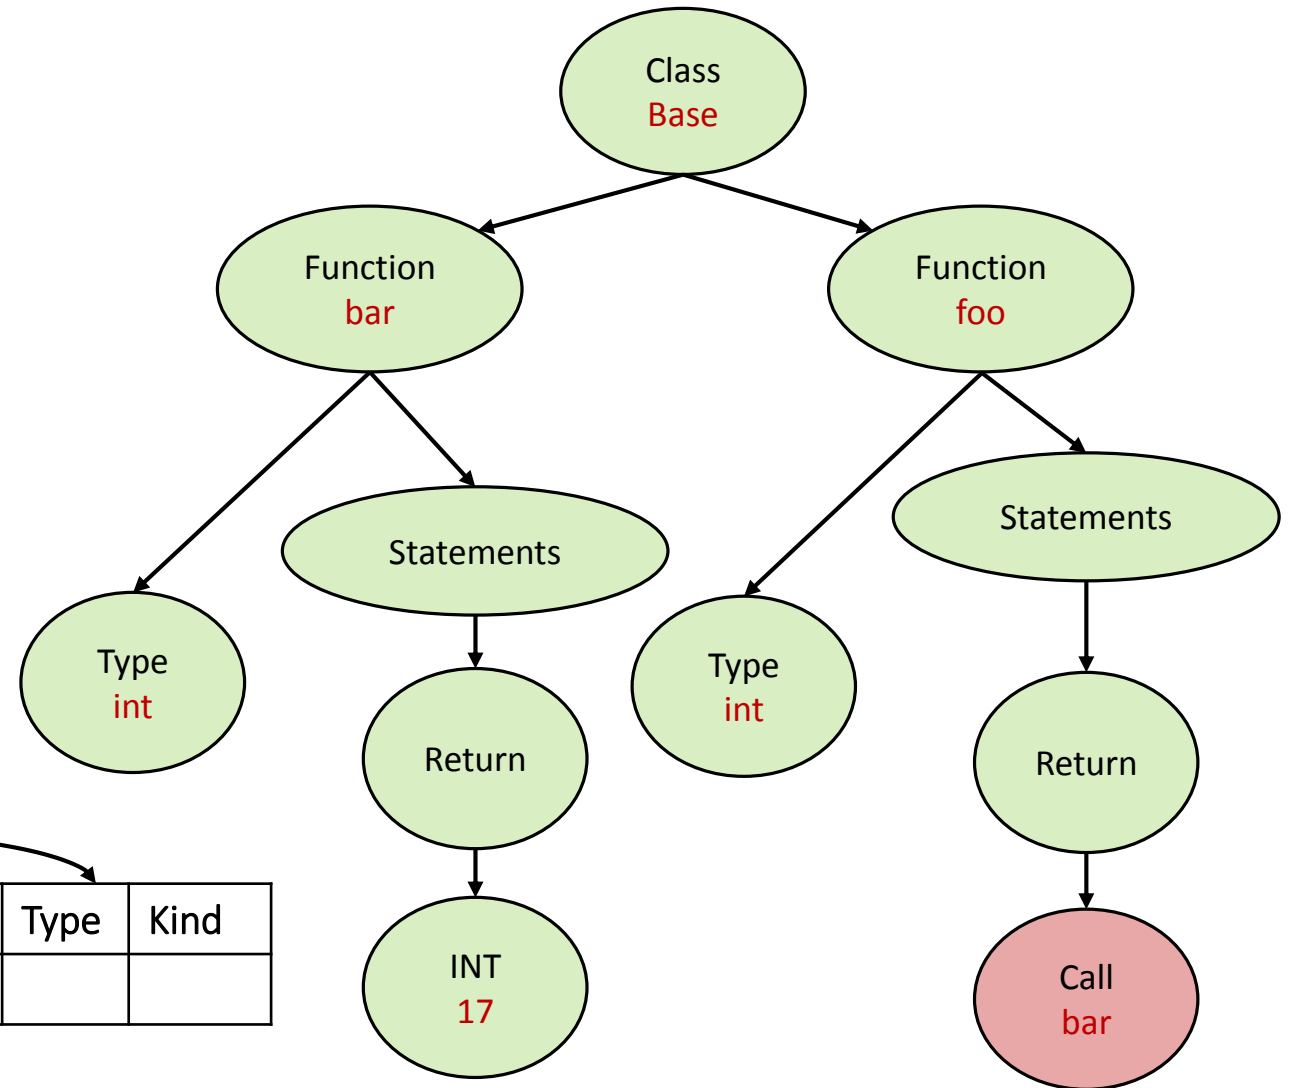 Class
Base
Function
bar
Function
foo
Statements
Statements
Type
int
Type
int
Return
Return
Type Kind
INT
17
Call
bar